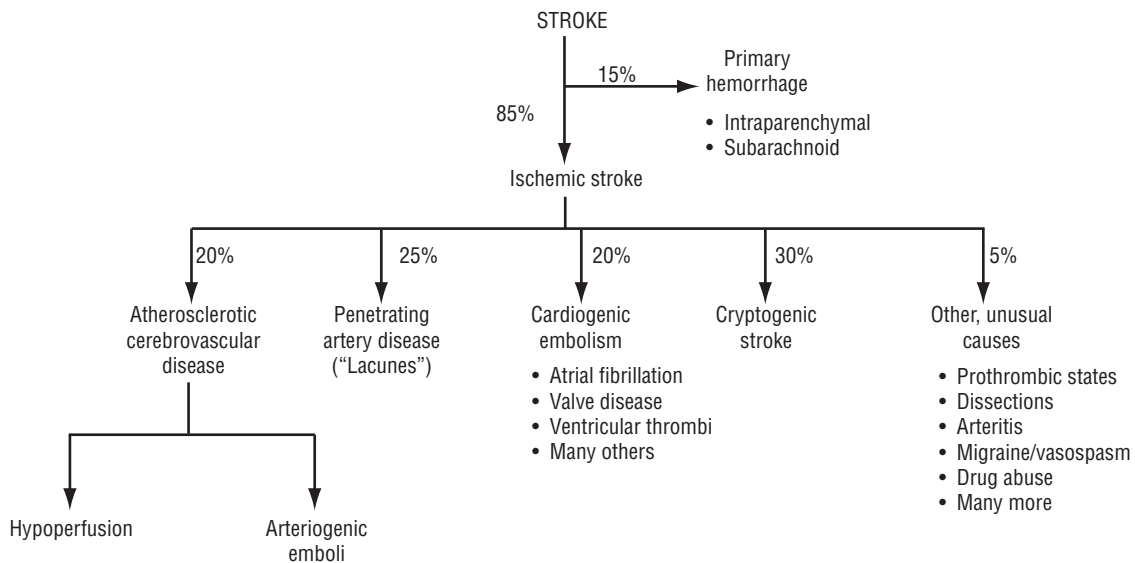 STROKE
15%
Primary
hemorrhage
• Intraparenchymal
• Subarachnoid
85%
Ischemic stroke
20%
25%
20%
30%
5%
Atherosclerotic
cerebrovascular
disease
Penetrating
artery disease
(“Lacunes”)
Cardiogenic
embolism
• Atrial fibrillation
• Valve disease
• Ventricular thrombi
• Many others
Cryptogenic
stroke
Other, unusual
causes
• Prothrombic states
• Dissections
• Arteritis
• Migraine/vasospasm
• Drug abuse
• Many more
Hypoperfusion
Arteriogenic
emboli